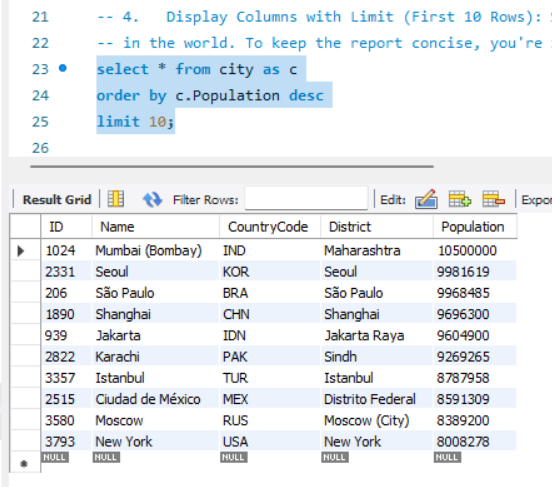 21 -- 4. Display Columns with Limit (First 10 Rows):
22 -- in the world. To keep the report concise, you're
23 select * from city as c
24 order by c.Population desc
25 limit 10;
26
Result Grid Filter Rows: Edit: Expor
ID Name CountryCode District Population
1024 Mumbai (Bombay) IND Maharashtra 10500000
2331 Seoul KOR Seoul 9981619
206 São Paulo BRA São Paulo 9968485
1890 Shanghai CHN Shanghai 9696300
939 Jakarta IDN Jakarta Raya 9604900
2822 Karachi PAK Sindh 9269265
3357 Istanbul TUR Istanbul 8787958
2515 Ciudad de México MEX Distrito Federal 8591309
3580 Moscow RUS Moscow (City) 8389200
3793 New York USA New York 8008278
NULL NULL NULL NULL NULL